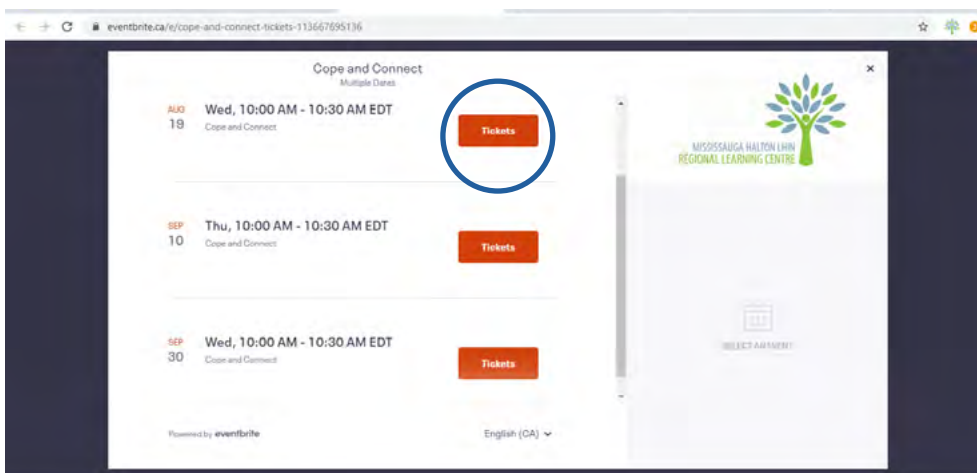 eventbrite.ca/e/cope-and-connect-tickets-113667695136
Cope and Connect
Multiple Dates
AUG
19
Wed, 10:00 AM - 10:30 AM EDT
Cope and Connect
Tickets
SEP
10
Thu, 10:00 AM - 10:30 AM EDT
Cope and Connect
Tickets
SEP
30
Wed, 10:00 AM - 10:30 AM EDT
Cope and Connect
Tickets
Powered by eventbrite
English (CA)
MISSISSAUGA HALTON LHIN
REGIONAL LEARNING CENTRE
SELECT AN EVENT